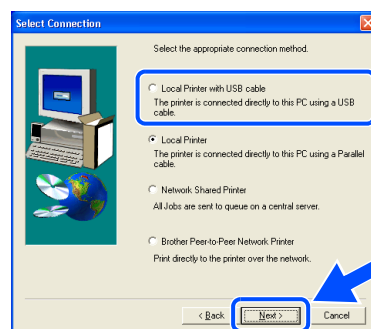 Select Connection
Select the appropriate connection method.
Local Printer with USB cable
The printer is connected directly to this PC using a USB
cable.
Local Printer
The printer is connected directly to this PC using a Parallel
cable.
Network Shared Printer
All Jobs are sent to queue on a central server.
Brother Peer-to-Peer Network Printer
Print directly to the printer over the network.
< Back Next > Cancel